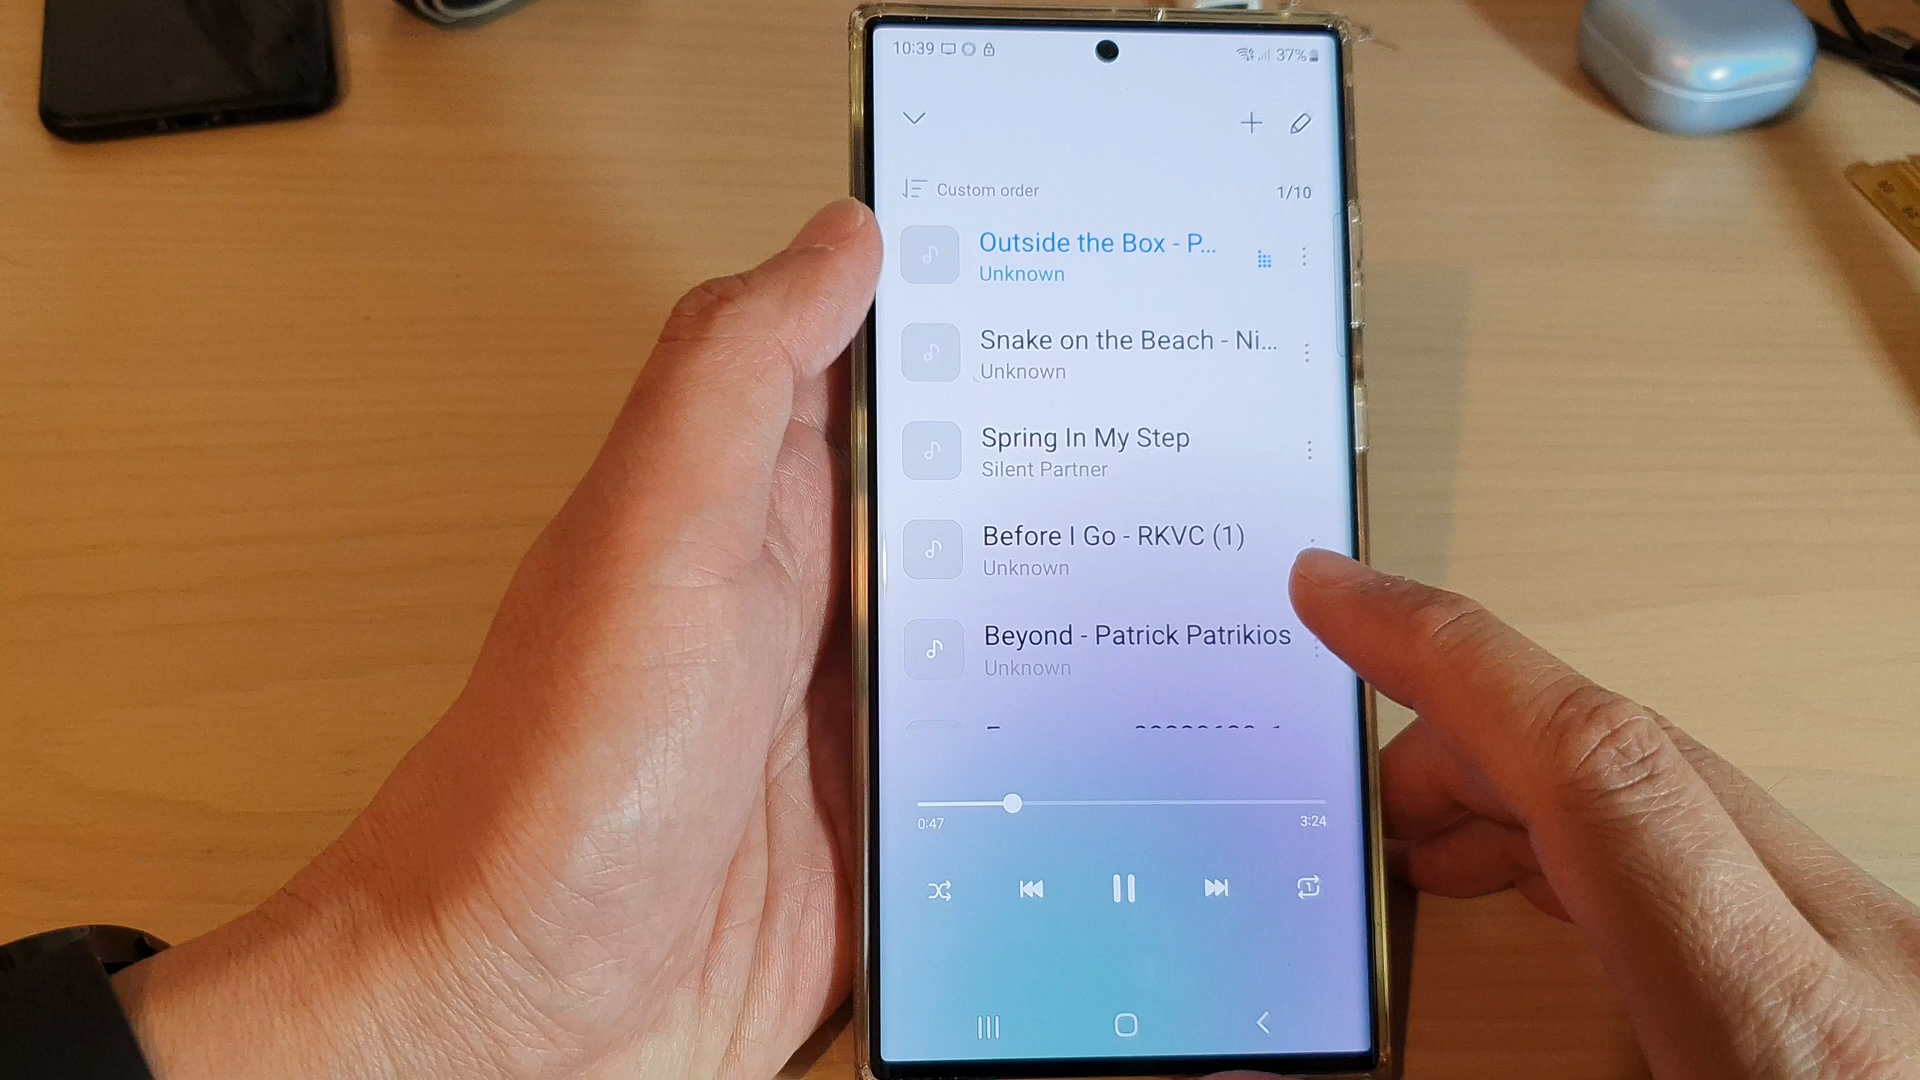 10:39 37%
Custom order 1/10
Outside the Box - P...
Unknown
Snake on the Beach - Ni...
Unknown
Spring In My Step
Silent Partner
Before I Go - RKVC (1)
Unknown
Beyond - Patrick Patrikios
Unknown
0:47 3:24
1